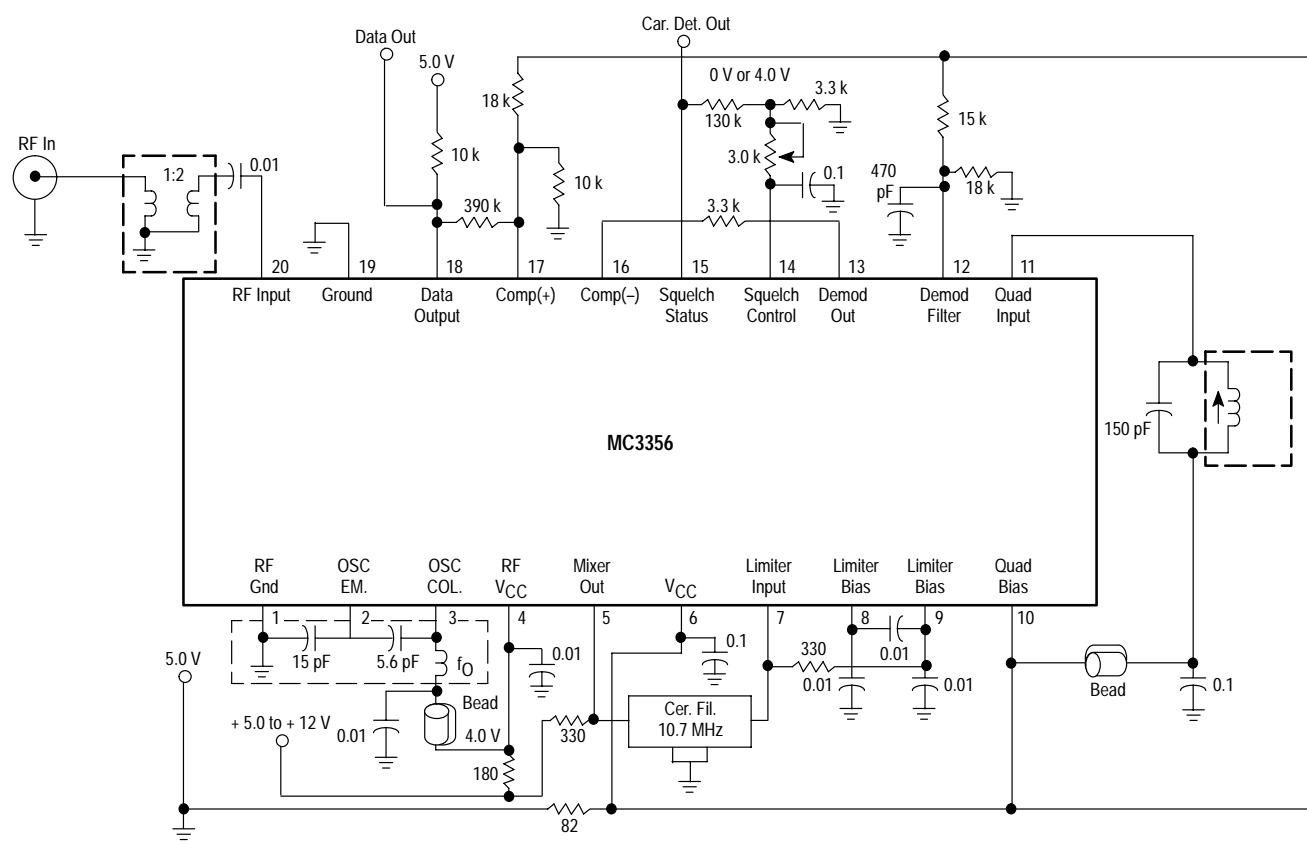 Car. Det. Out
Data Out
5.0 V
0 V or 4.0 V
18 k
3.3 k
130 k
15 k
RF In
1:2
0.01
10 k
3.0 k
10 k
0.1
470
pF
18 k
390 k
3.3 k
20
19
18
17
16
15
14
13
12
11
RF Input
Ground
Data
Output
Comp(+)
Comp(–)
Squelch
Status
Squelch
Control
Demod
Out
Demod
Filter
Quad
Input
150 pF
MC3356
RF
Gnd
OSC
EM.
OSC
COL.
RF
VCC
Mixer
Out
VCC
Limiter
Input
Limiter
Bias
Limiter
Bias
Quad
Bias
1
2
3
4
5
6
7
8
9
10
15 pF
5.6 pF
fO
0.01
0.1
330
0.01
0.01
0.01
5.0 V
Bead
Bead
0.1
+ 5.0 to + 12 V
0.01
4.0 V
330
Cer. Fil.
10.7 MHz
180
82